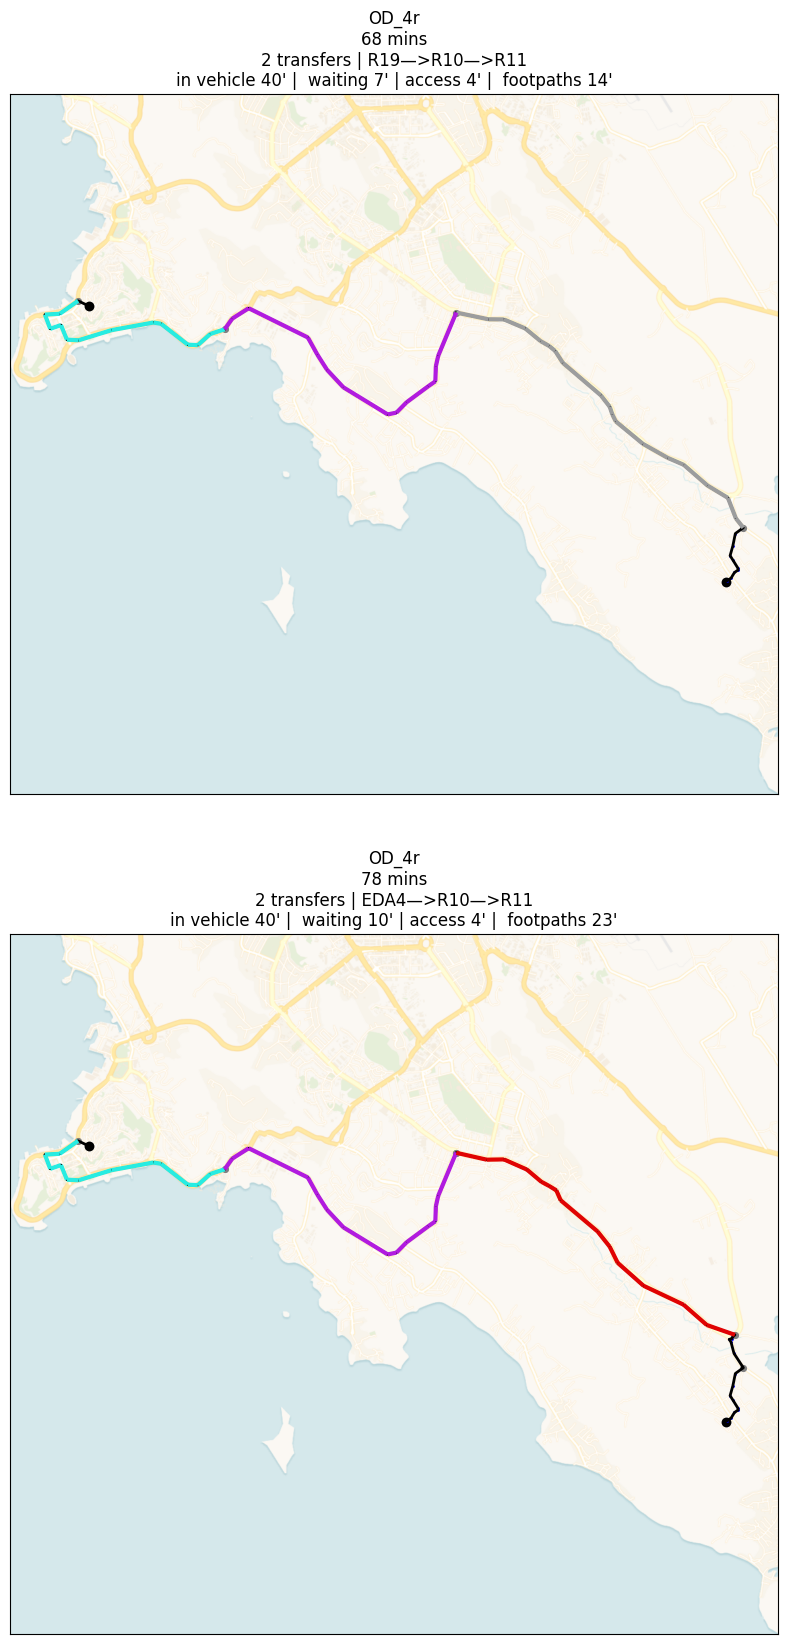 OD_4r
68 mins
2 transfers | R19—>R10—>R11
in vehicle 40' |  waiting 7' | access 4' |  footpaths 14'
OD_4r
78 mins
2 transfers | EDA4—>R10—>R11
in vehicle 40' |  waiting 10' | access 4' |  footpaths 23'